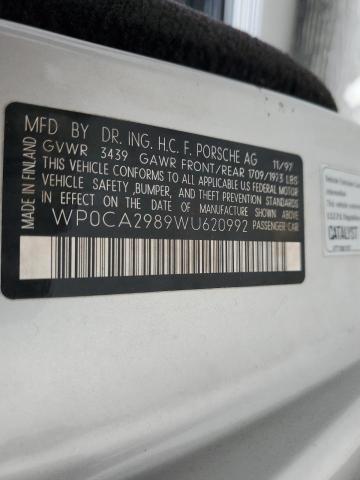 MADE IN FINLAND
MFD BY DR. ING. H.C. F. PORSCHE AG 11/97
GVWR 3439 GAWR FRONT/REAR 1709/1973 LBS
THIS VEHICLE CONFORMS TO ALL APPLICABLE US FEDERAL MOTOR
VEHICLE SAFETY, BUMPER, AND THEFT PREVENTION STANDARDS
IN EFFECT ON THE DATE OF MANUFACTURE SHOWN ABOVE
WP0CA2989WU620992 PASSENGER CAR
CATALYST